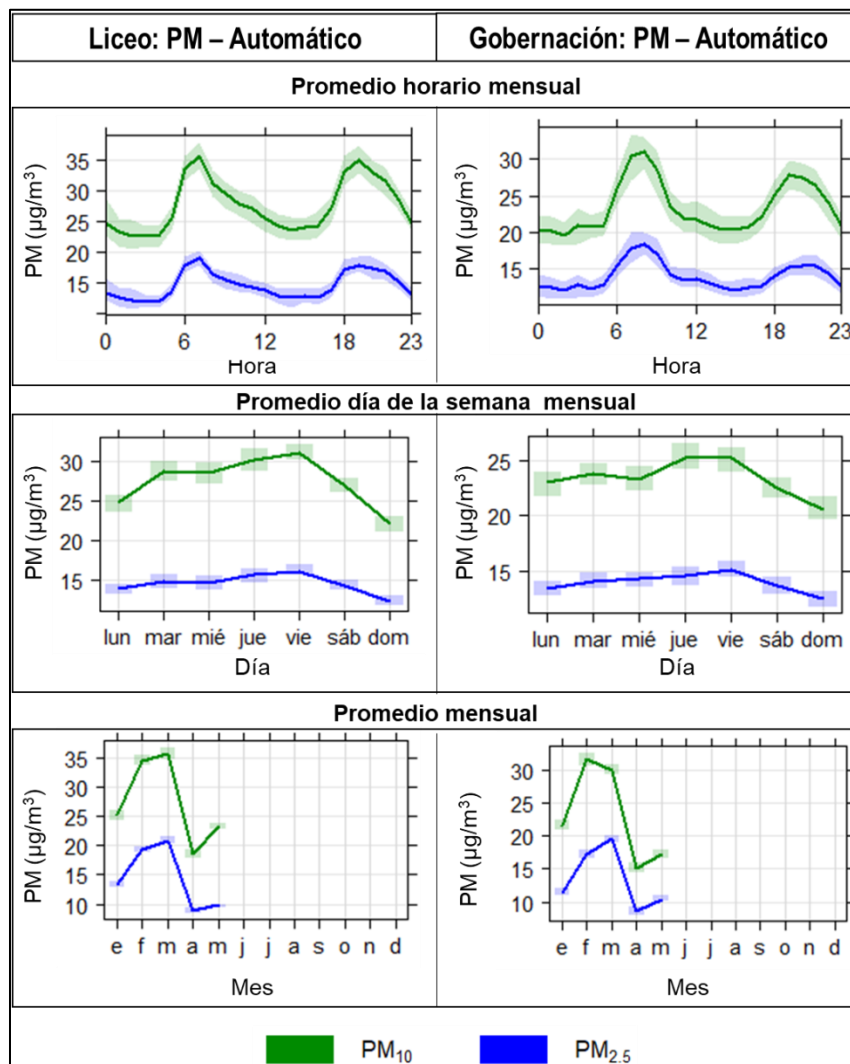 Liceo: PM – Automático
Gobernación: PM – Automático
Promedio horario mensual
PM (µg/m³)
35
30
25
20
15
0 6 12 18 23
Hora
PM (µg/m³)
30
25
20
15
0 6 12 18 23
Hora
Promedio día de la semana mensual
PM (µg/m³)
30
25
20
15
lun mar mié jue vie sáb dom
Día
PM (µg/m³)
25
20
15
lun mar mié jue vie sáb dom
Día
Promedio mensual
PM (µg/m³)
35
30
25
20
15
10
e f m a m j j a s o n d
Mes
PM (µg/m³)
30
25
20
15
10
e f m a m j j a s o n d
Mes
PM₁₀ PM₂.₅